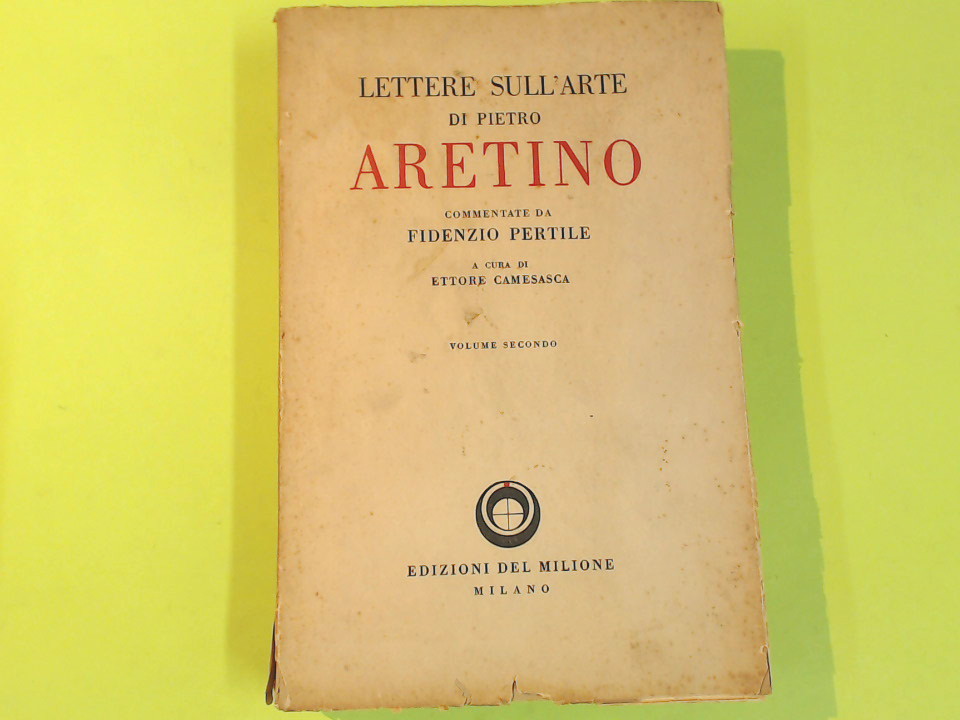 LETTERE SULL'ARTE
DI PIETRO
ARETINO
COMMENTATE DA
FIDENZIO PERTILE
A CURA DI
ETTORE CAMESASCA
VOLUME SECONDO
EDIZIONI DEL MILIONE
MILANO